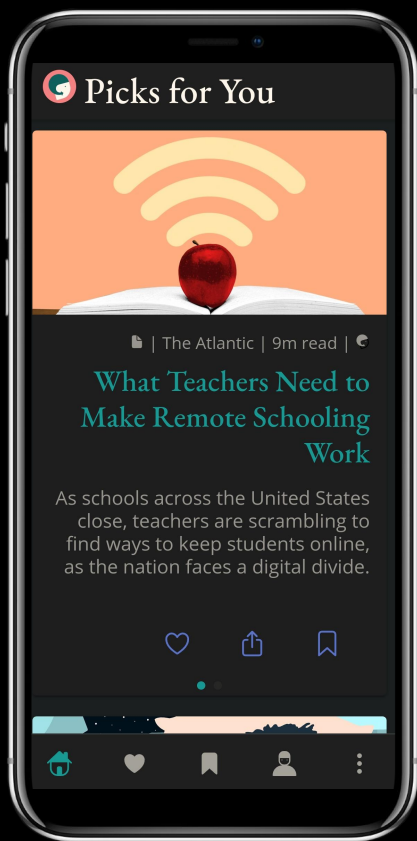 Picks for You
| The Atlantic | 9m read |
What Teachers Need to
Make Remote Schooling
Work
As schools across the United States
close, teachers are scrambling to
find ways to keep students online,
as the nation faces a digital divide.